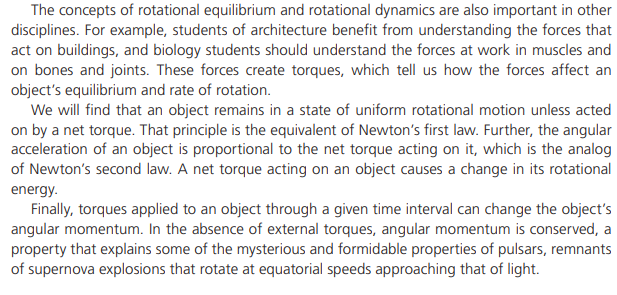 The concepts of rotational equilibrium and rotational dynamics are also important in other
disciplines. For example, students of architecture benefit from understanding the forces that
act on buildings, and biology students should understand the forces at work in muscles and
on bones and joints. These forces create torques, which tell us how the forces affect an
object's equilibrium and rate of rotation.
We will find that an object remains in a state of uniform rotational motion unless acted
on by a net torque. That principle is the equivalent of Newton's first law. Further, the angular
acceleration of an object is proportional to the net torque acting on it, which is the analog
of Newton's second law. A net torque acting on an object causes a change in its rotational
energy.
Finally, torques applied to an object through a given time interval can change the object's
angular momentum. In the absence of external torques, angular momentum is conserved, a
property that explains some of the mysterious and formidable properties of pulsars, remnants
of supernova explosions that rotate at equatorial speeds approaching that of light.